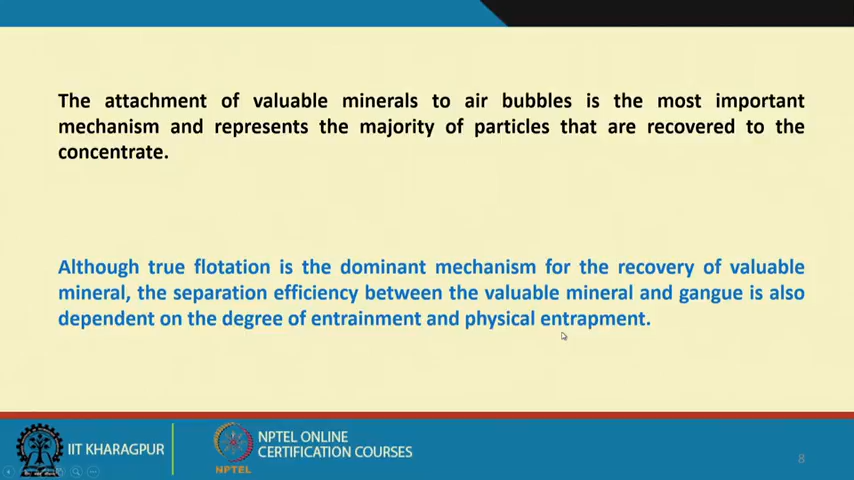 The attachment of valuable minerals to air bubbles is the most important
mechanism and represents the majority of particles that are recovered to the
concentrate.
Although true flotation is the dominant mechanism for the recovery of valuable
mineral, the separation efficiency between the valuable mineral and gangue is also
dependent on the degree of entrainment and physical entrapment.
IIT KHARAGPUR
NPTEL
NPTEL ONLINE
CERTIFICATION COURSES
8